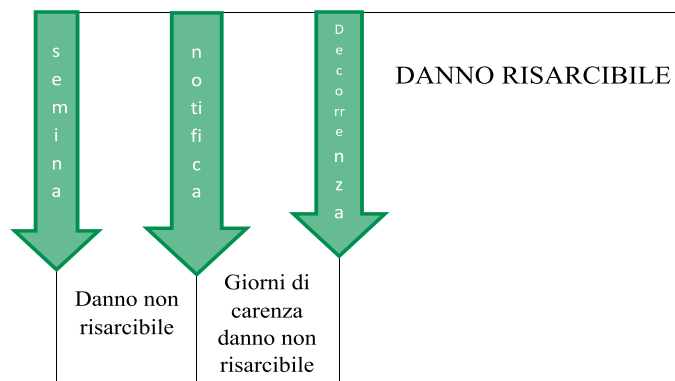 semina
notifica
Decorrenza
DANNO RISARCIBILE
Danno non
risarcibile
Giorni di
carenza
danno non
risarcibile